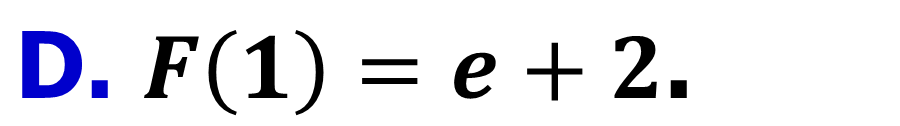 D. F(1) = e + 2.